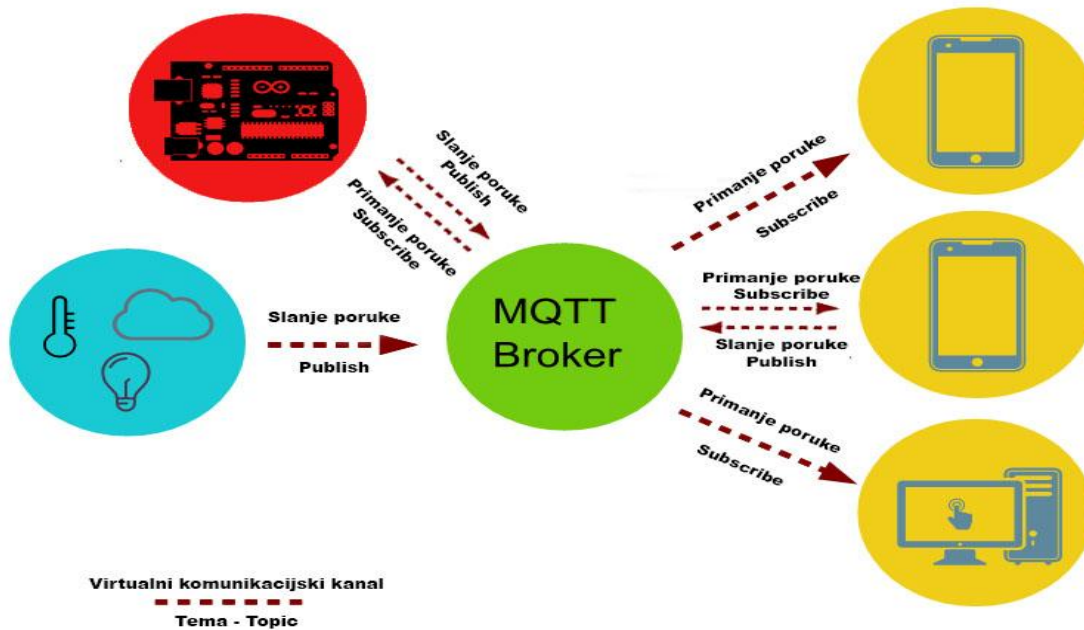 Slanje poruke
Publish
Primanje poruke
Subscribe
Primanje poruke
Subscribe
Slanje poruke
Publish
MQTT
Broker
Primanje poruke
Subscribe
Slanje poruke
Publish
Primanje poruke
Subscribe
Virtualni komunikacijski kanal
Tema - Topic